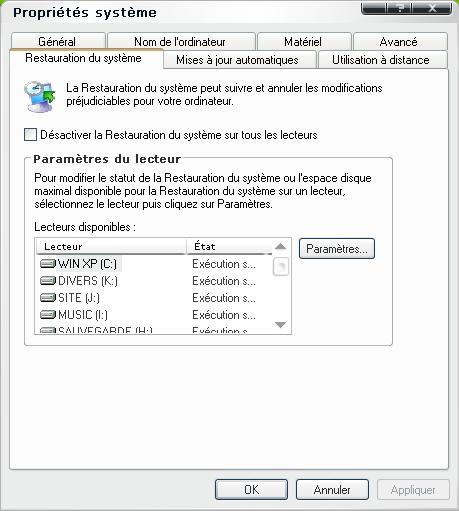 Propriétés système
Général Nom de l'ordinateur Matériel Avancé
Restauration du système Mises à jour automatiques Utilisation à distance
La Restauration du système peut suivre et annuler les modifications
préjudiciables pour votre ordinateur.
Désactiver la Restauration du système sur tous les lecteurs
Paramètres du lecteur
Pour modifier le statut de la Restauration du système ou l'espace disque
maximal disponible pour la Restauration du système sur un lecteur,
sélectionnez le lecteur puis cliquez sur Paramètres.
Lecteurs disponibles :
Lecteur État
Paramètres...
WIN XP (C:) Exécution s...
DIVERS (K:) Exécution s...
SITE (J:) Exécution s...
MUSIC (I:) Exécution s...
SAUVEGARDE (H:) Exécution s...
OK Annuler Appliquer